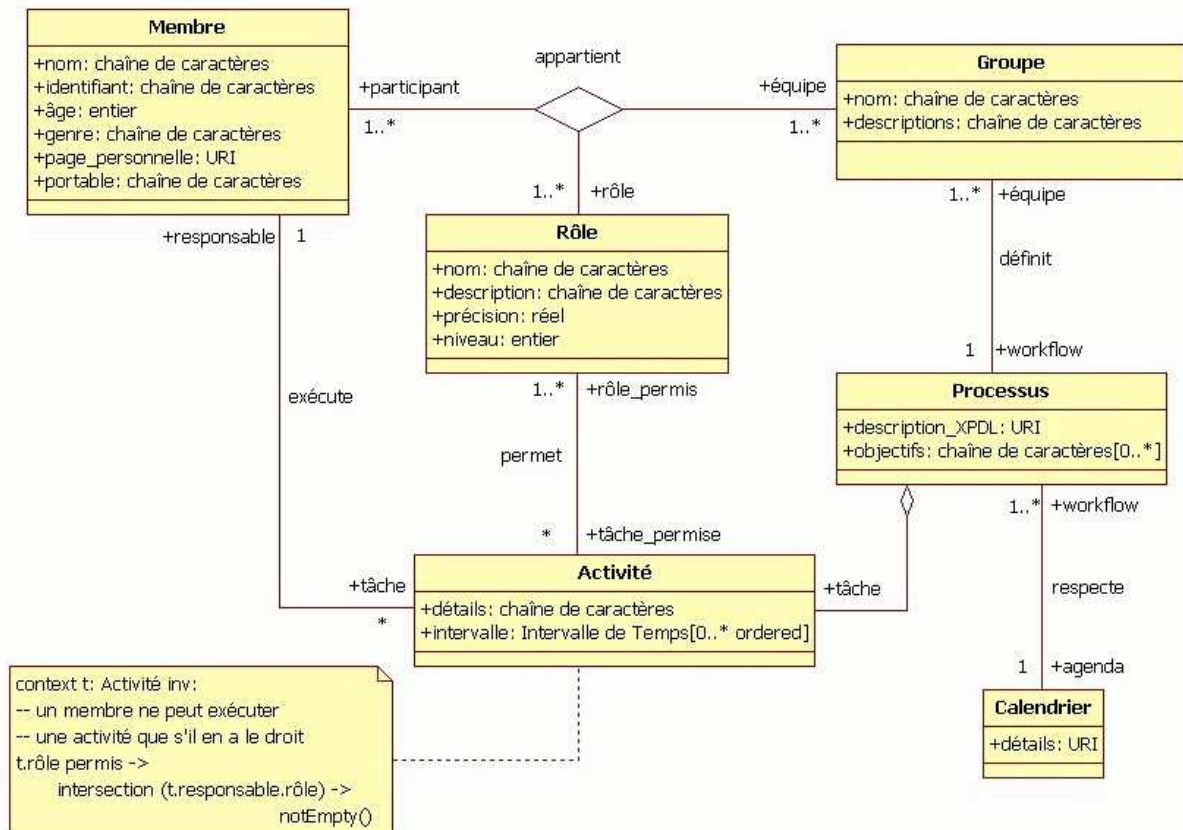 Membre
+nom: chaîne de caractères
+identifiant: chaîne de caractères
+âge: entier
+genre: chaîne de caractères
+page_personnelle: URI
+portable: chaîne de caractères
appartient
+participant
1..*
+équipe
1..*
Groupe
+nom: chaîne de caractères
+descriptions: chaîne de caractères
1..* +rôle
1..* +équipe
+responsable 1
Rôle
+nom: chaîne de caractères
+description: chaîne de caractères
+précision: réel
+niveau: entier
définit
1 +workflow
exécute
1..* +rôle_permis
Processus
+description_XPDL: URI
+objectifs: chaîne de caractères[0..*]
permet
1..* +workflow
* +tâche_permise
+tâche
*
Activité
+détails: chaîne de caractères
+intervalle: Intervalle de Temps[0..* ordered]
+tâche
respecte
1 +agenda
Calendrier
+détails: URI
context t: Activité inv:
-- un membre ne peut exécuter
-- une activité que s'il en a le droit
t.rôle permis ->
intersection (t.responsable.rôle) ->
notEmpty()